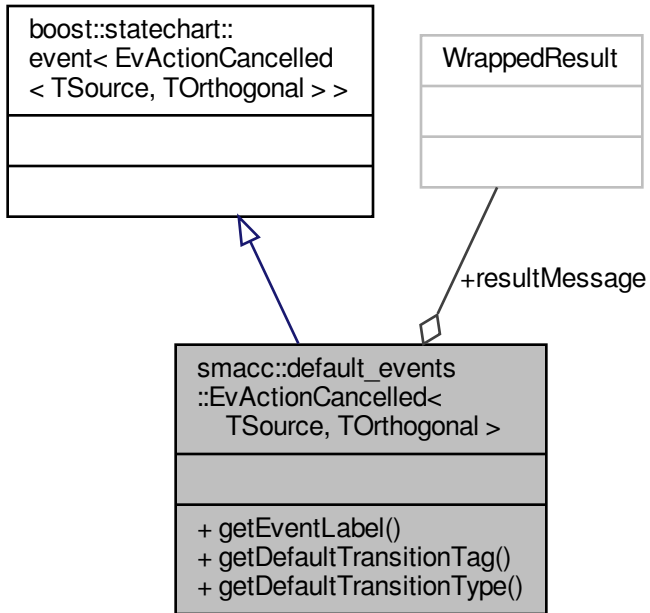 boost::statechart::
event< EvActionCancelled
< TSource, TOrthogonal > >
WrappedResult
+resultMessage
smacc::default_events
::EvActionCancelled<
TSource, TOrthogonal >
+ getEventLabel()
+ getDefaultTransitionTag()
+ getDefaultTransitionType()